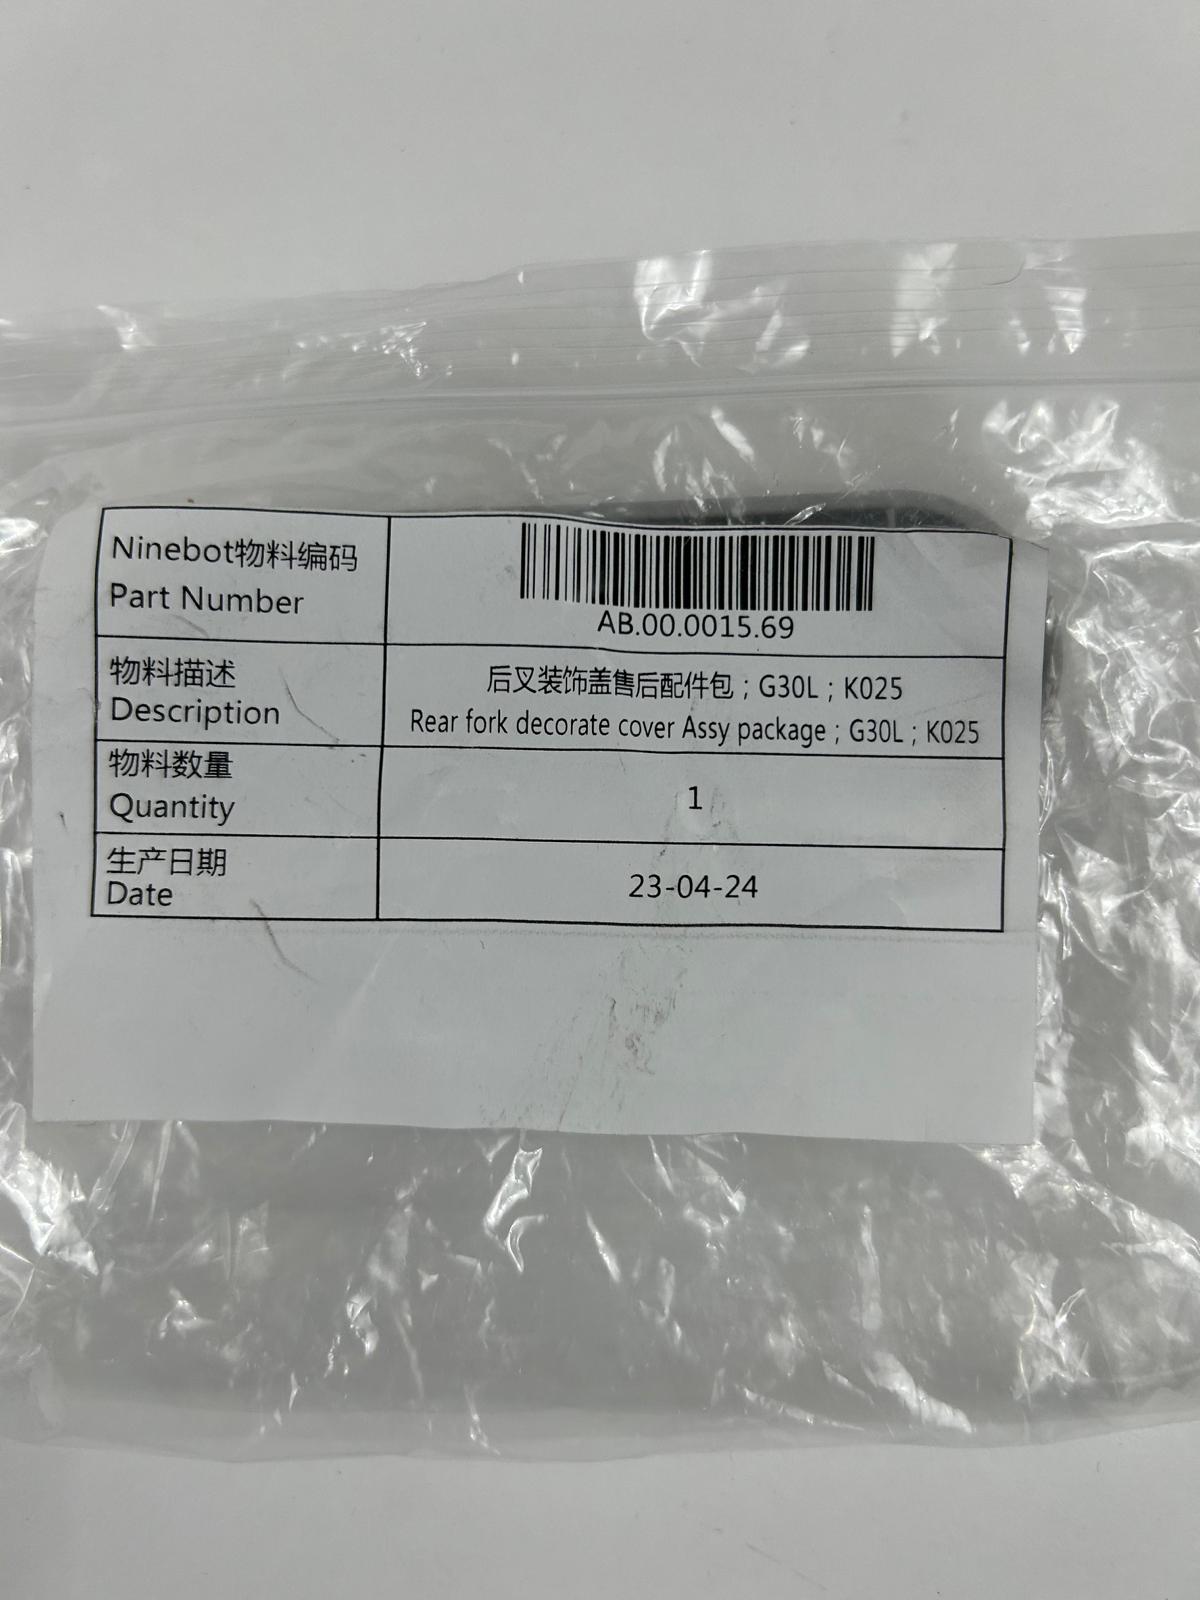 Ninebot物料编码
Part Number
AB.00.0015.69
物料描述
Description
后叉装饰盖售后配件包；G30L；K025
Rear fork decorate cover Assy package；G30L；K025
物料数量
Quantity
1
生产日期
Date
23-04-24